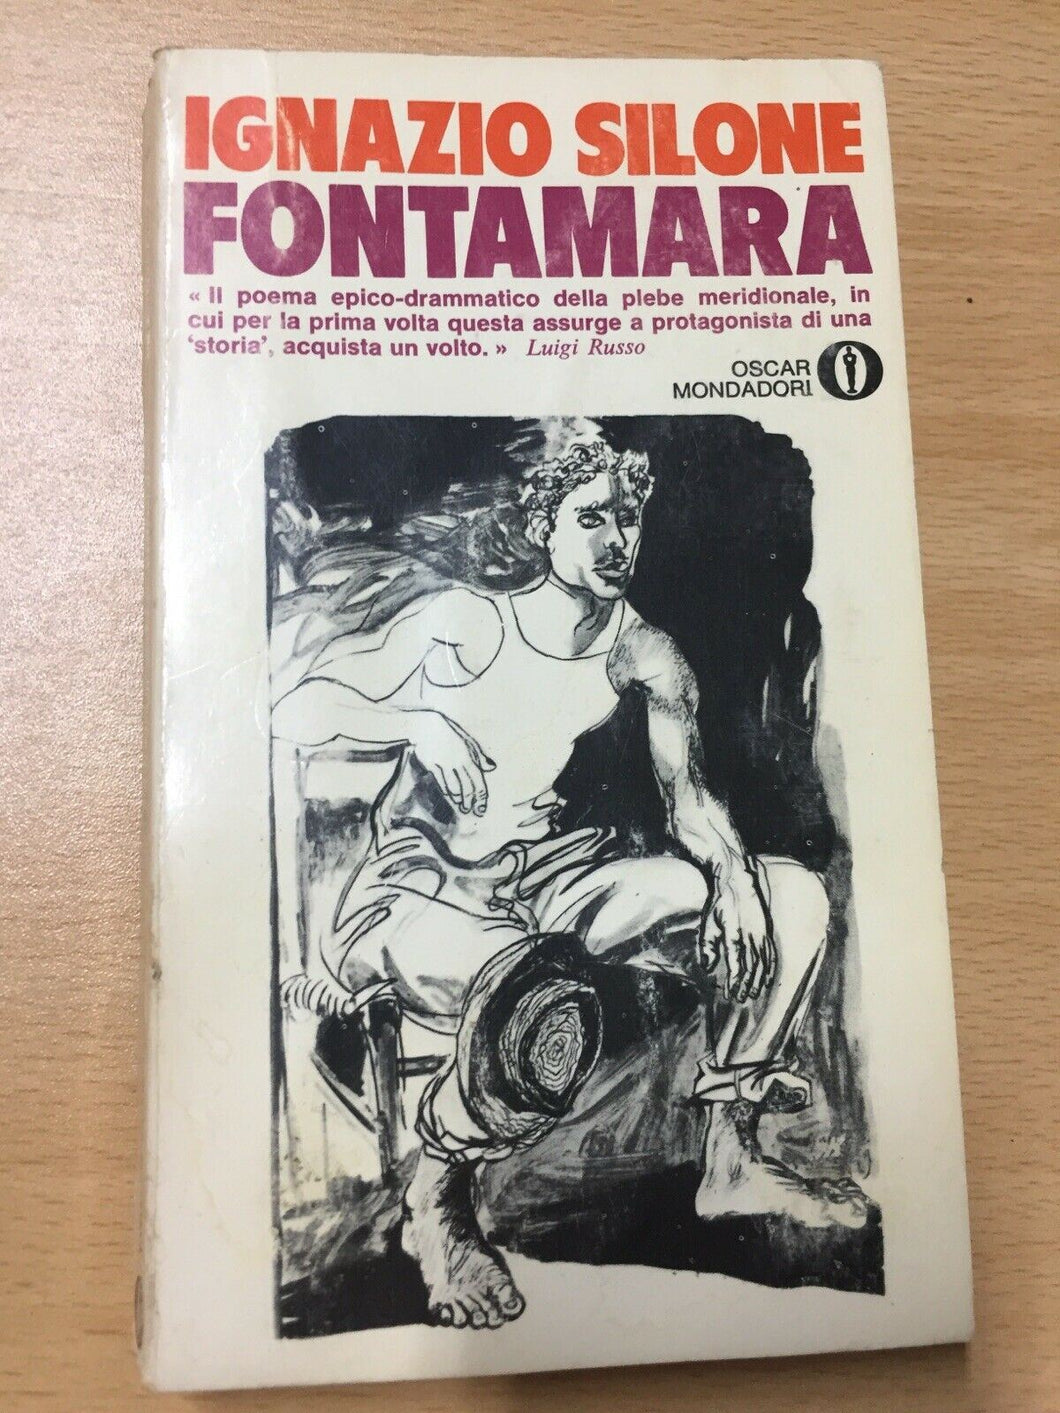 IGNAZIO SILONE
FONTAMARA
« Il poema epico-drammatico della plebe meridionale, in
cui per la prima volta questa assurge a protagonista di una
‘storia’, acquista un volto. » Luigi Russo
OSCAR
MONDADORI